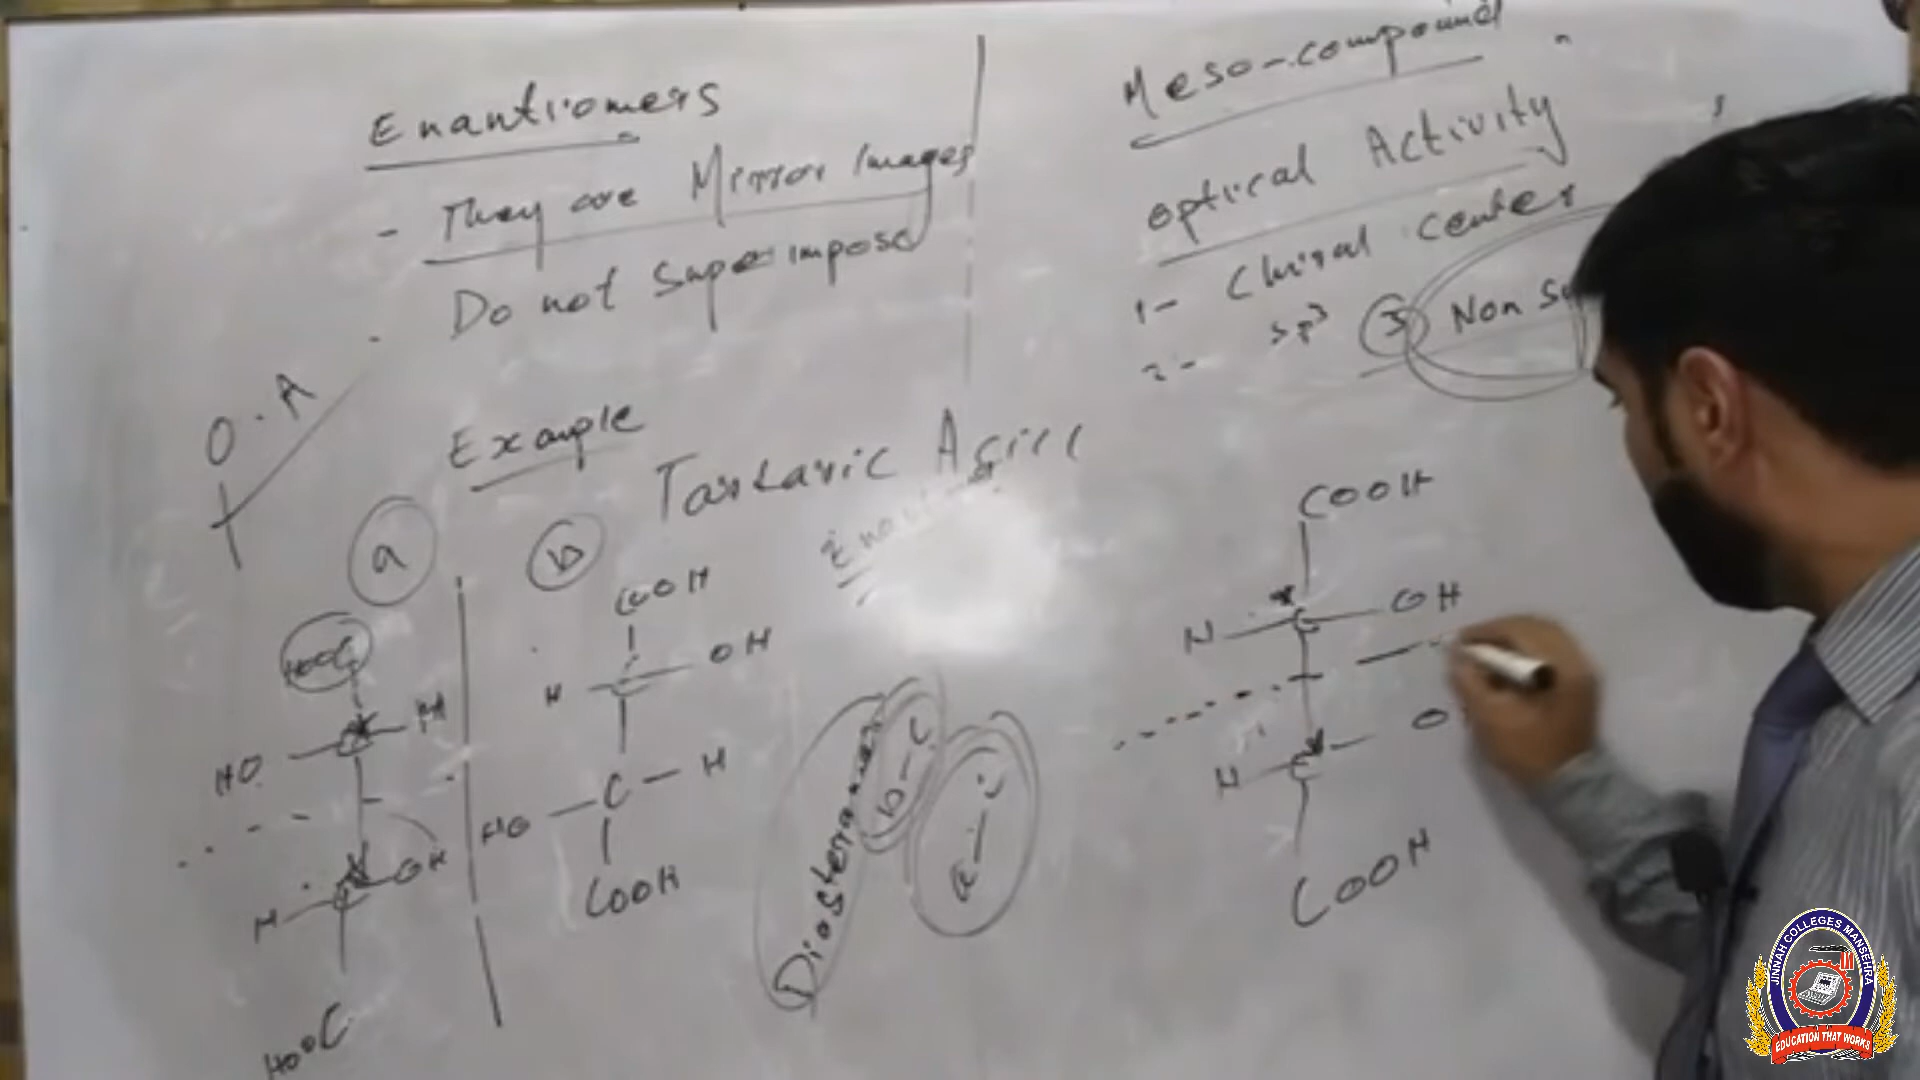 Enantiomers
- They are Mirror Images
Do not Superimpose
O.A
Example
Tartaric Acid
a
b
HOOC
HO H
H OH
HOOC
COOH
H C OH
HO C H
COOH
Diasteriomers
b-c
a-c
Meso-compound
optical Activity
1- Chiral center
2- sp3 3 Non
COOH
H C OH
H C O
COOH
JINNAH COLLEGES MANSEHRA
EDUCATION THAT WORKS